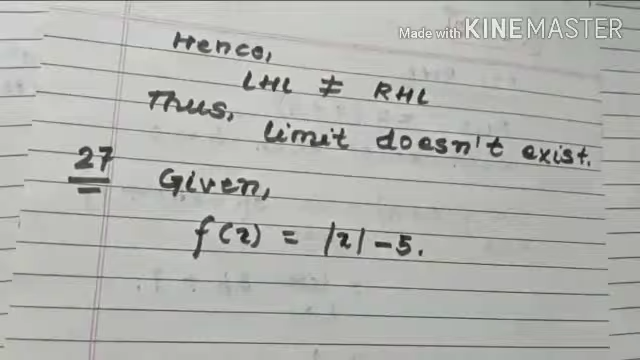 Made with KINEMASTER
Hence,
LHL ≠ RHL
Thus,
limit doesn't exist.
27 Given,
f(x) = |x| - 5.